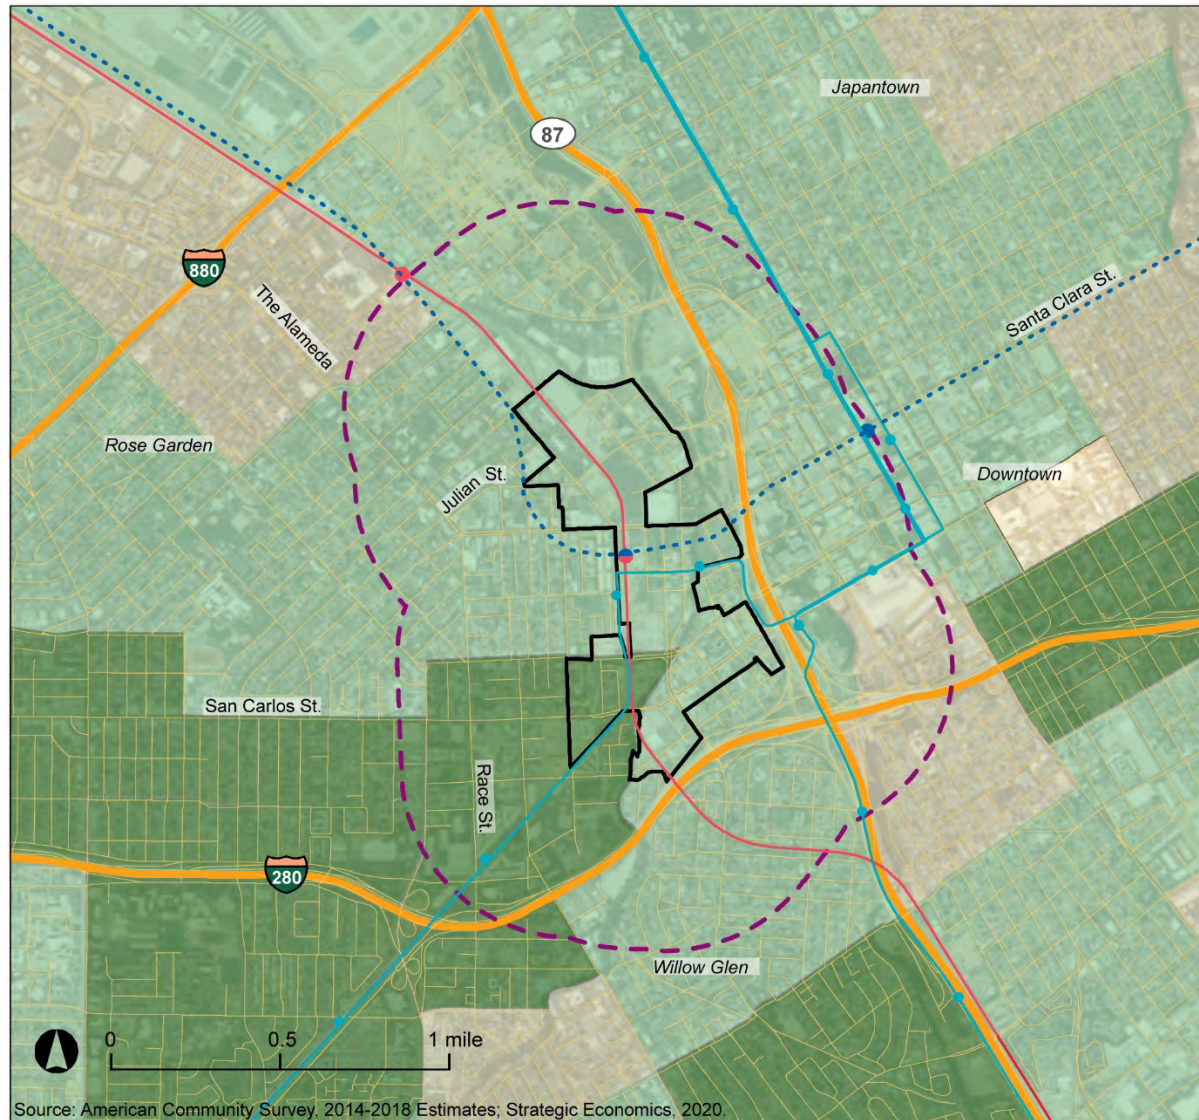 Japantown
87
880
The Alameda
Santa Clara St.
Rose Garden
Julian St.
Downtown
San Carlos St.
Race St.
280
Willow Glen
0 0.5 1 mile
Source: American Community Survey, 2014-2018 Estimates; Strategic Economics, 2020.